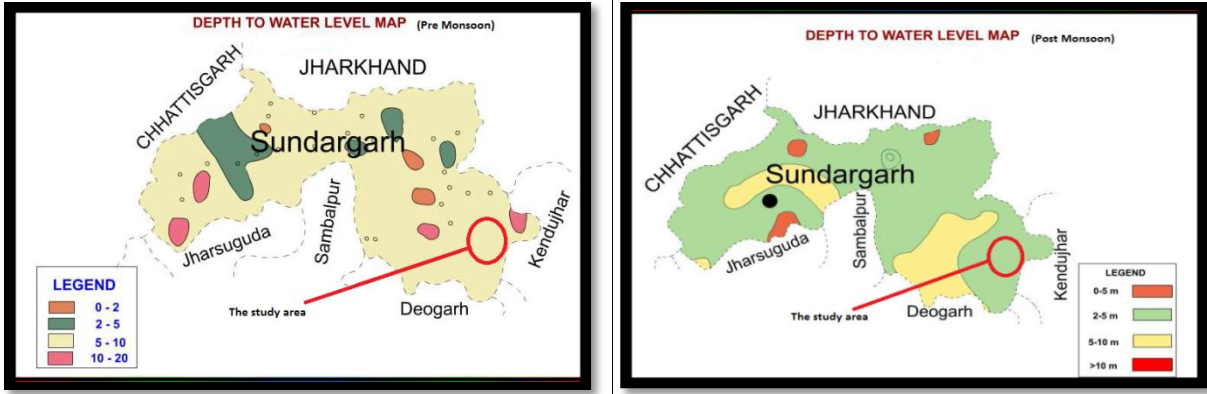 DEPTH TO WATER LEVEL MAP (Pre Monsoon)
CHHATTISGARH
JHARKHAND
Sundargarh
Jharsuguda
Sambalpur
Kendujhar
Deogarh
The study area
LEGEND
0 - 2
2 - 5
5 - 10
10 - 20
DEPTH TO WATER LEVEL MAP (Post Monsoon)
CHHATTISGARH
JHARKHAND
Sundargarh
Jharsuguda
Sambalpur
Kendujhar
Deogarh
The study area
LEGEND
0-5 m
2-5 m
5-10 m
>10 m